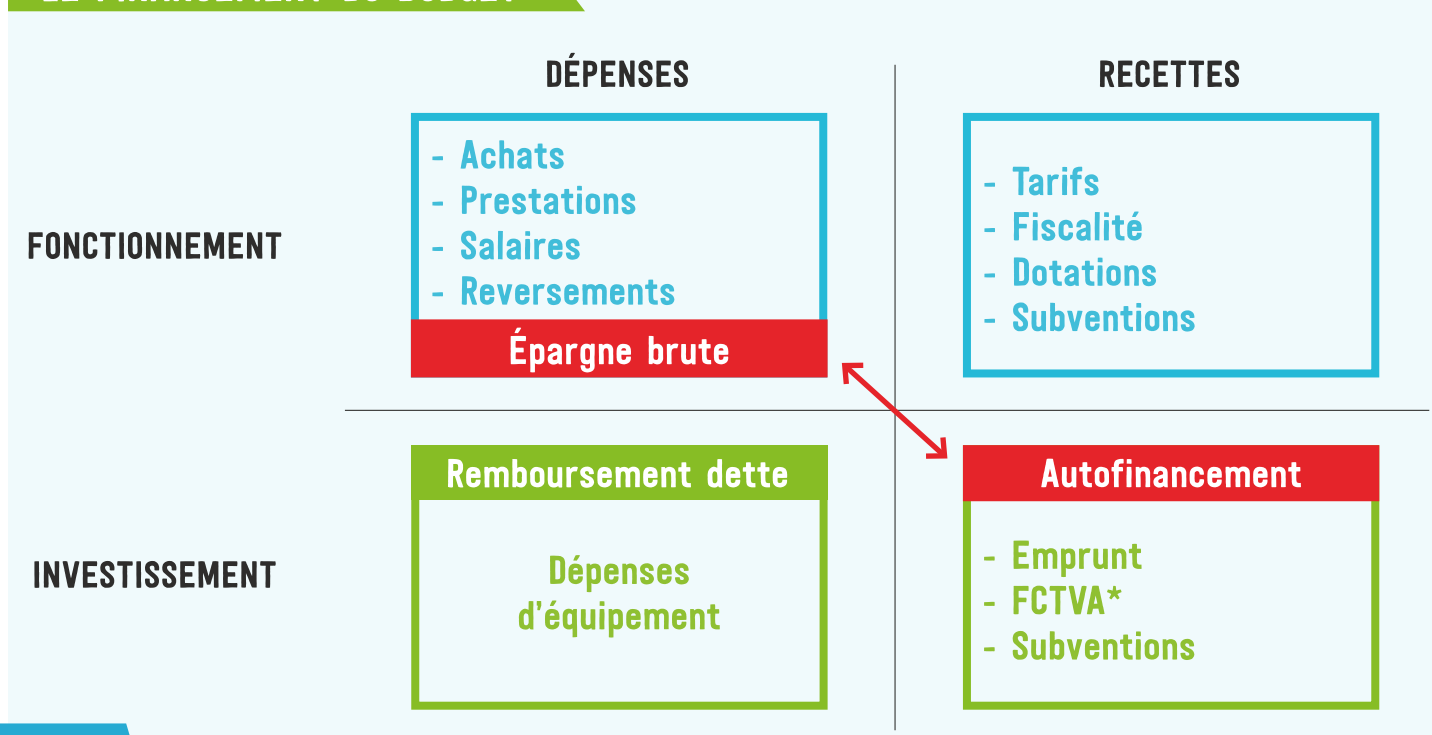 DÉPENSES
RECETTES
FONCTIONNEMENT
- Achats
- Prestations
- Salaires
- Reversements
Épargne brute
- Tarifs
- Fiscalité
- Dotations
- Subventions
INVESTISSEMENT
Remboursement dette
Dépenses
d'équipement
Autofinancement
- Emprunt
- FCTVA*
- Subventions